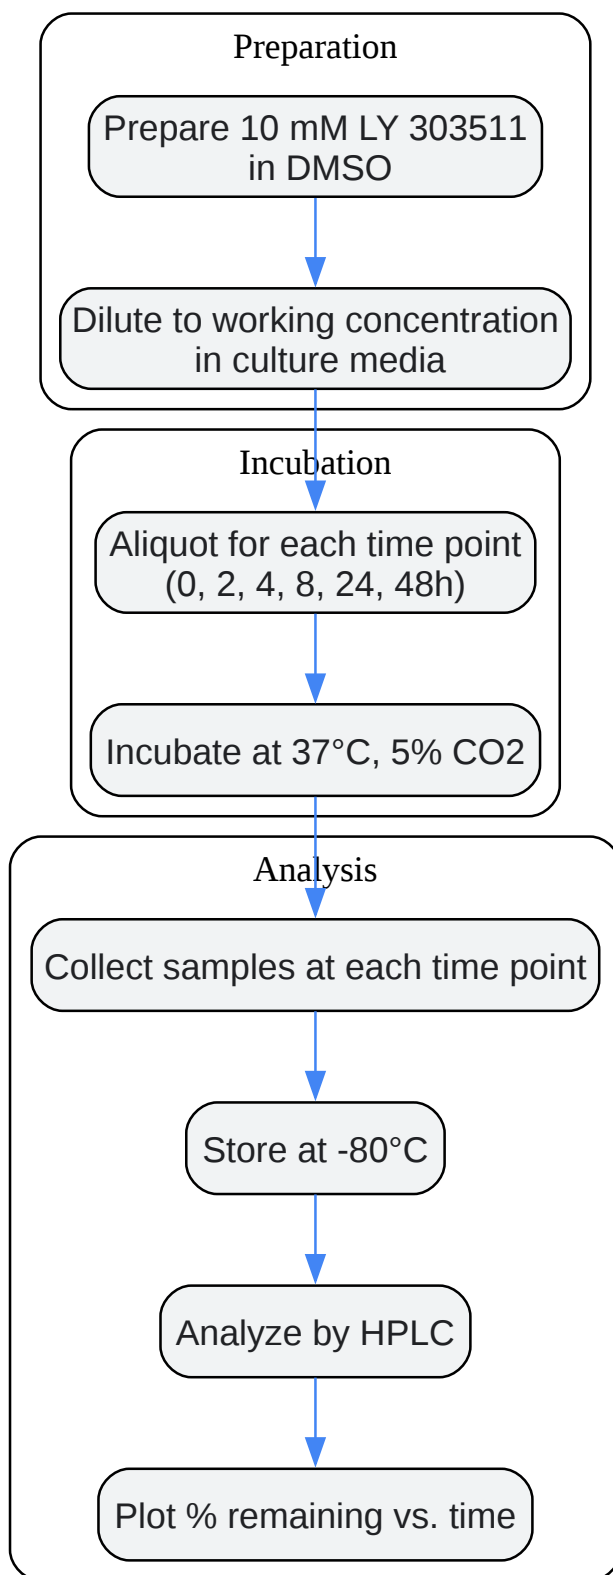 Preparation
Prepare 10 mM LY 303511
in DMSO
Dilute to working concentration
in culture media
Incubation
Aliquot for each time point
(0, 2, 4, 8, 24, 48h)
Incubate at 37°C, 5% CO2
Analysis
Collect samples at each time point
Store at -80°C
Analyze by HPLC
Plot % remaining vs. time